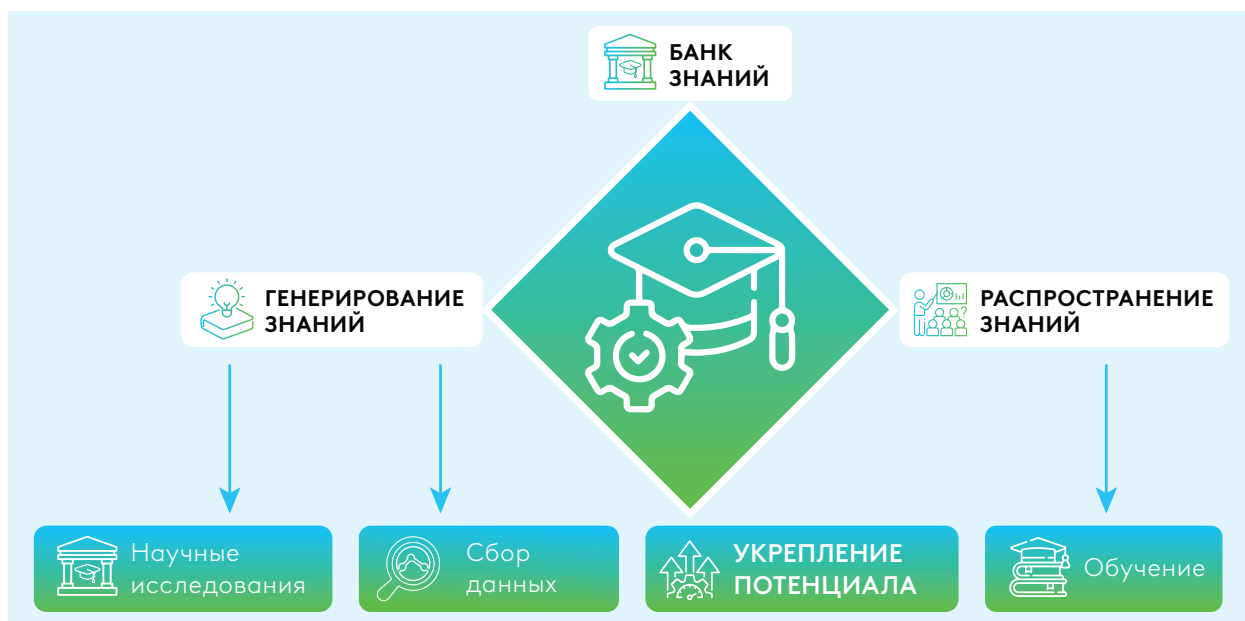 БАНК
ЗНАНИЙ
ГЕНЕРИРОВАНИЕ
ЗНАНИЙ
РАСПРОСТРАНЕНИЕ
ЗНАНИЙ
Научные
исследования
Сбор
данных
УКРЕПЛЕНИЕ
ПОТЕНЦИАЛА
Обучение